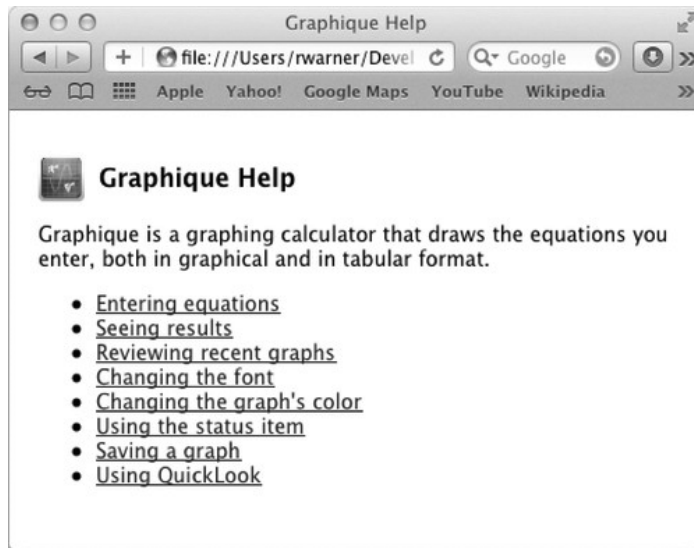 Graphique Help
file:///Users/rwarner/Devel
Google
Apple Yahoo! Google Maps YouTube Wikipedia
Graphique Help
Graphique is a graphing calculator that draws the equations you
enter, both in graphical and in tabular format.
• Entering equations
• Seeing results
• Reviewing recent graphs
• Changing the font
• Changing the graph's color
• Using the status item
• Saving a graph
• Using QuickLook